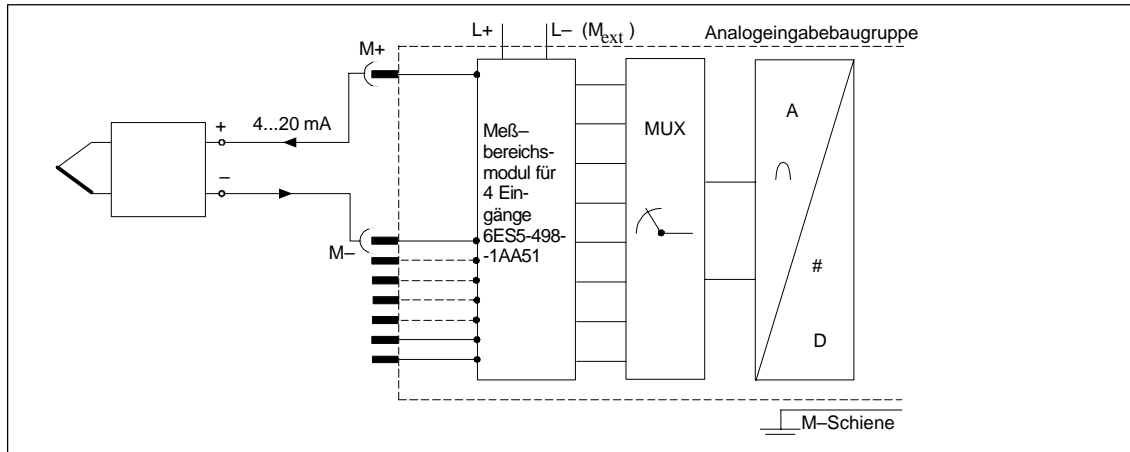 L+ L– (Mext) Analogeingabebaugruppe
M+
+ 4...20 mA
–
M–
Meß–
bereichs-
modul für
4 Ein-
gänge
6ES5-498-
-1AA51
MUX
A
∩
#
D
M–Schiene